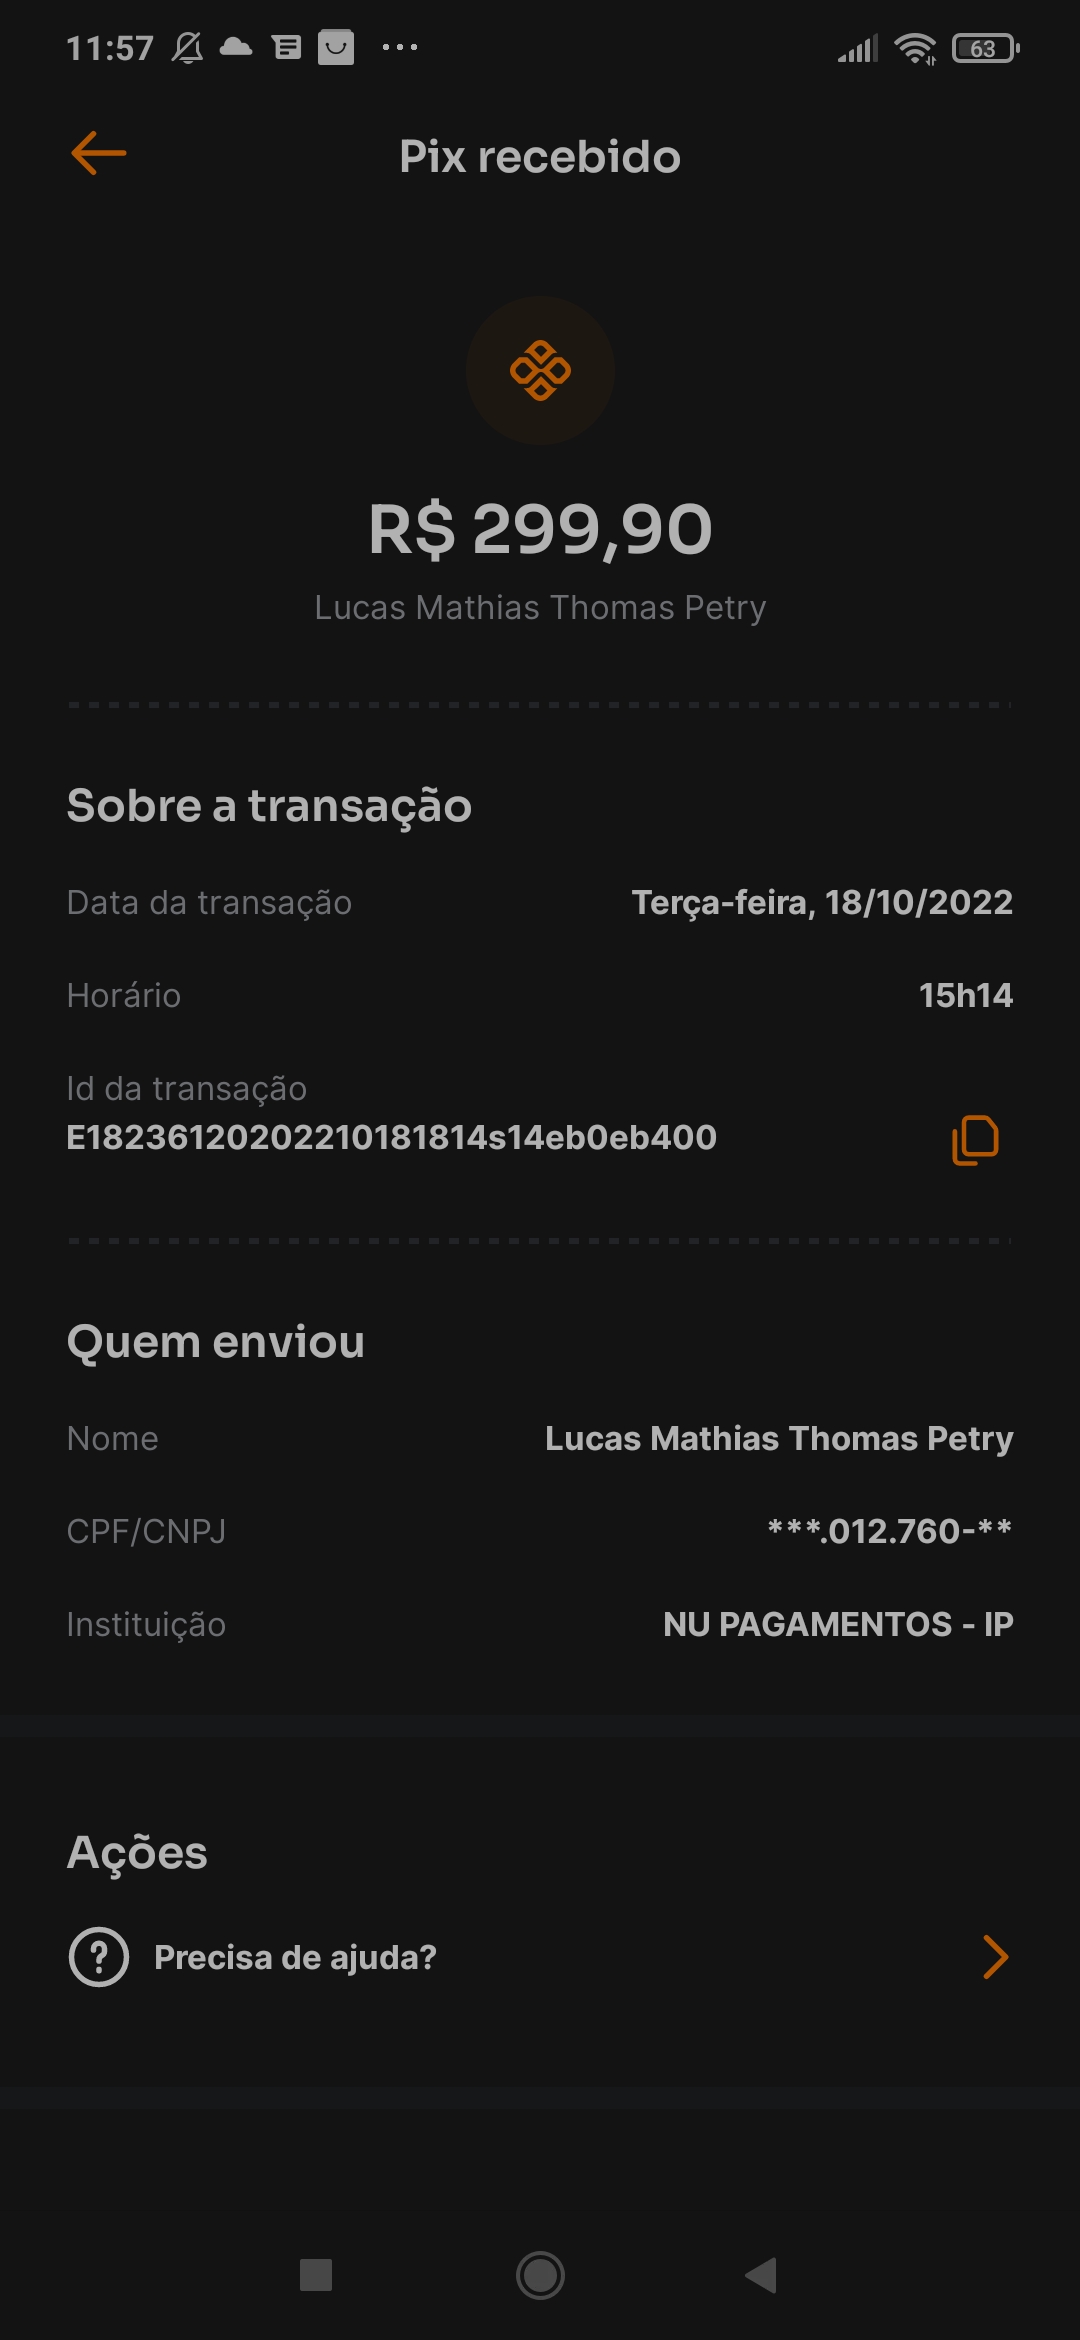 11:57
63
Pix recebido
R$ 299,90
Lucas Mathias Thomas Petry
Sobre a transação
Data da transação Terça-feira, 18/10/2022
Horário 15h14
Id da transação
E18236120202210181814s14eb0eb400
Quem enviou
Nome Lucas Mathias Thomas Petry
CPF/CNPJ ***.012.760-**
Instituição NU PAGAMENTOS - IP
Ações
Precisa de ajuda?